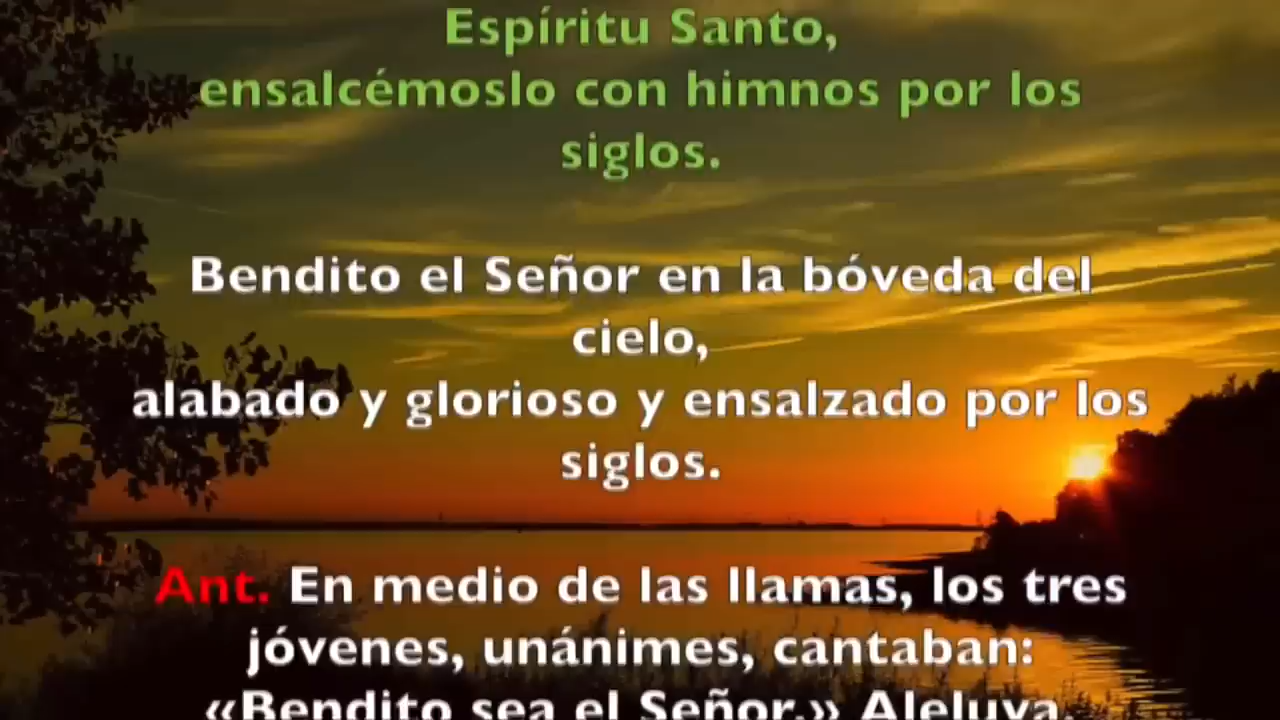 Espíritu Santo,
ensalcémoslo con himnos por los
siglos.
Bendito el Señor en la bóveda del
cielo,
alabado y glorioso y ensalzado por los
siglos.
Ant. En medio de las llamas, los tres
jóvenes, unánimes, cantaban:
«Bendito sea el Señor.» Aleluya.